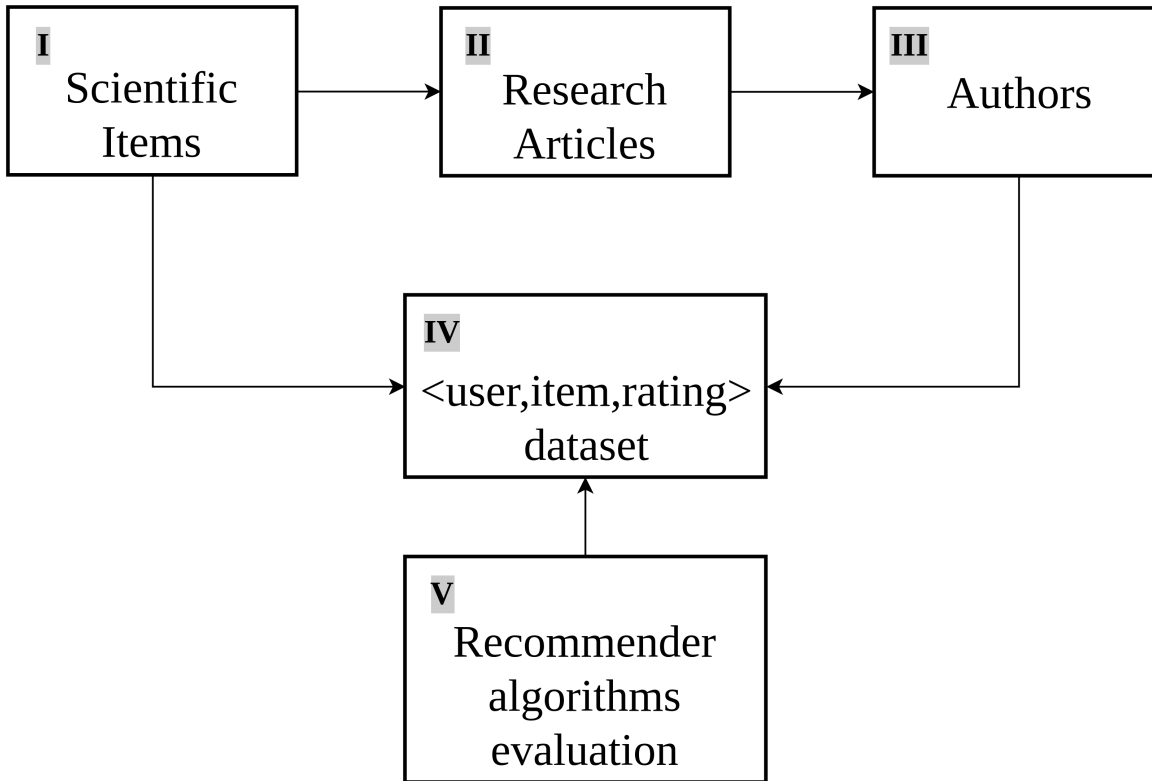 I
Scientific
Items
II
Research
Articles
III
Authors
IV
<user,item,rating>
dataset
V
Recommender
algorithms
evaluation